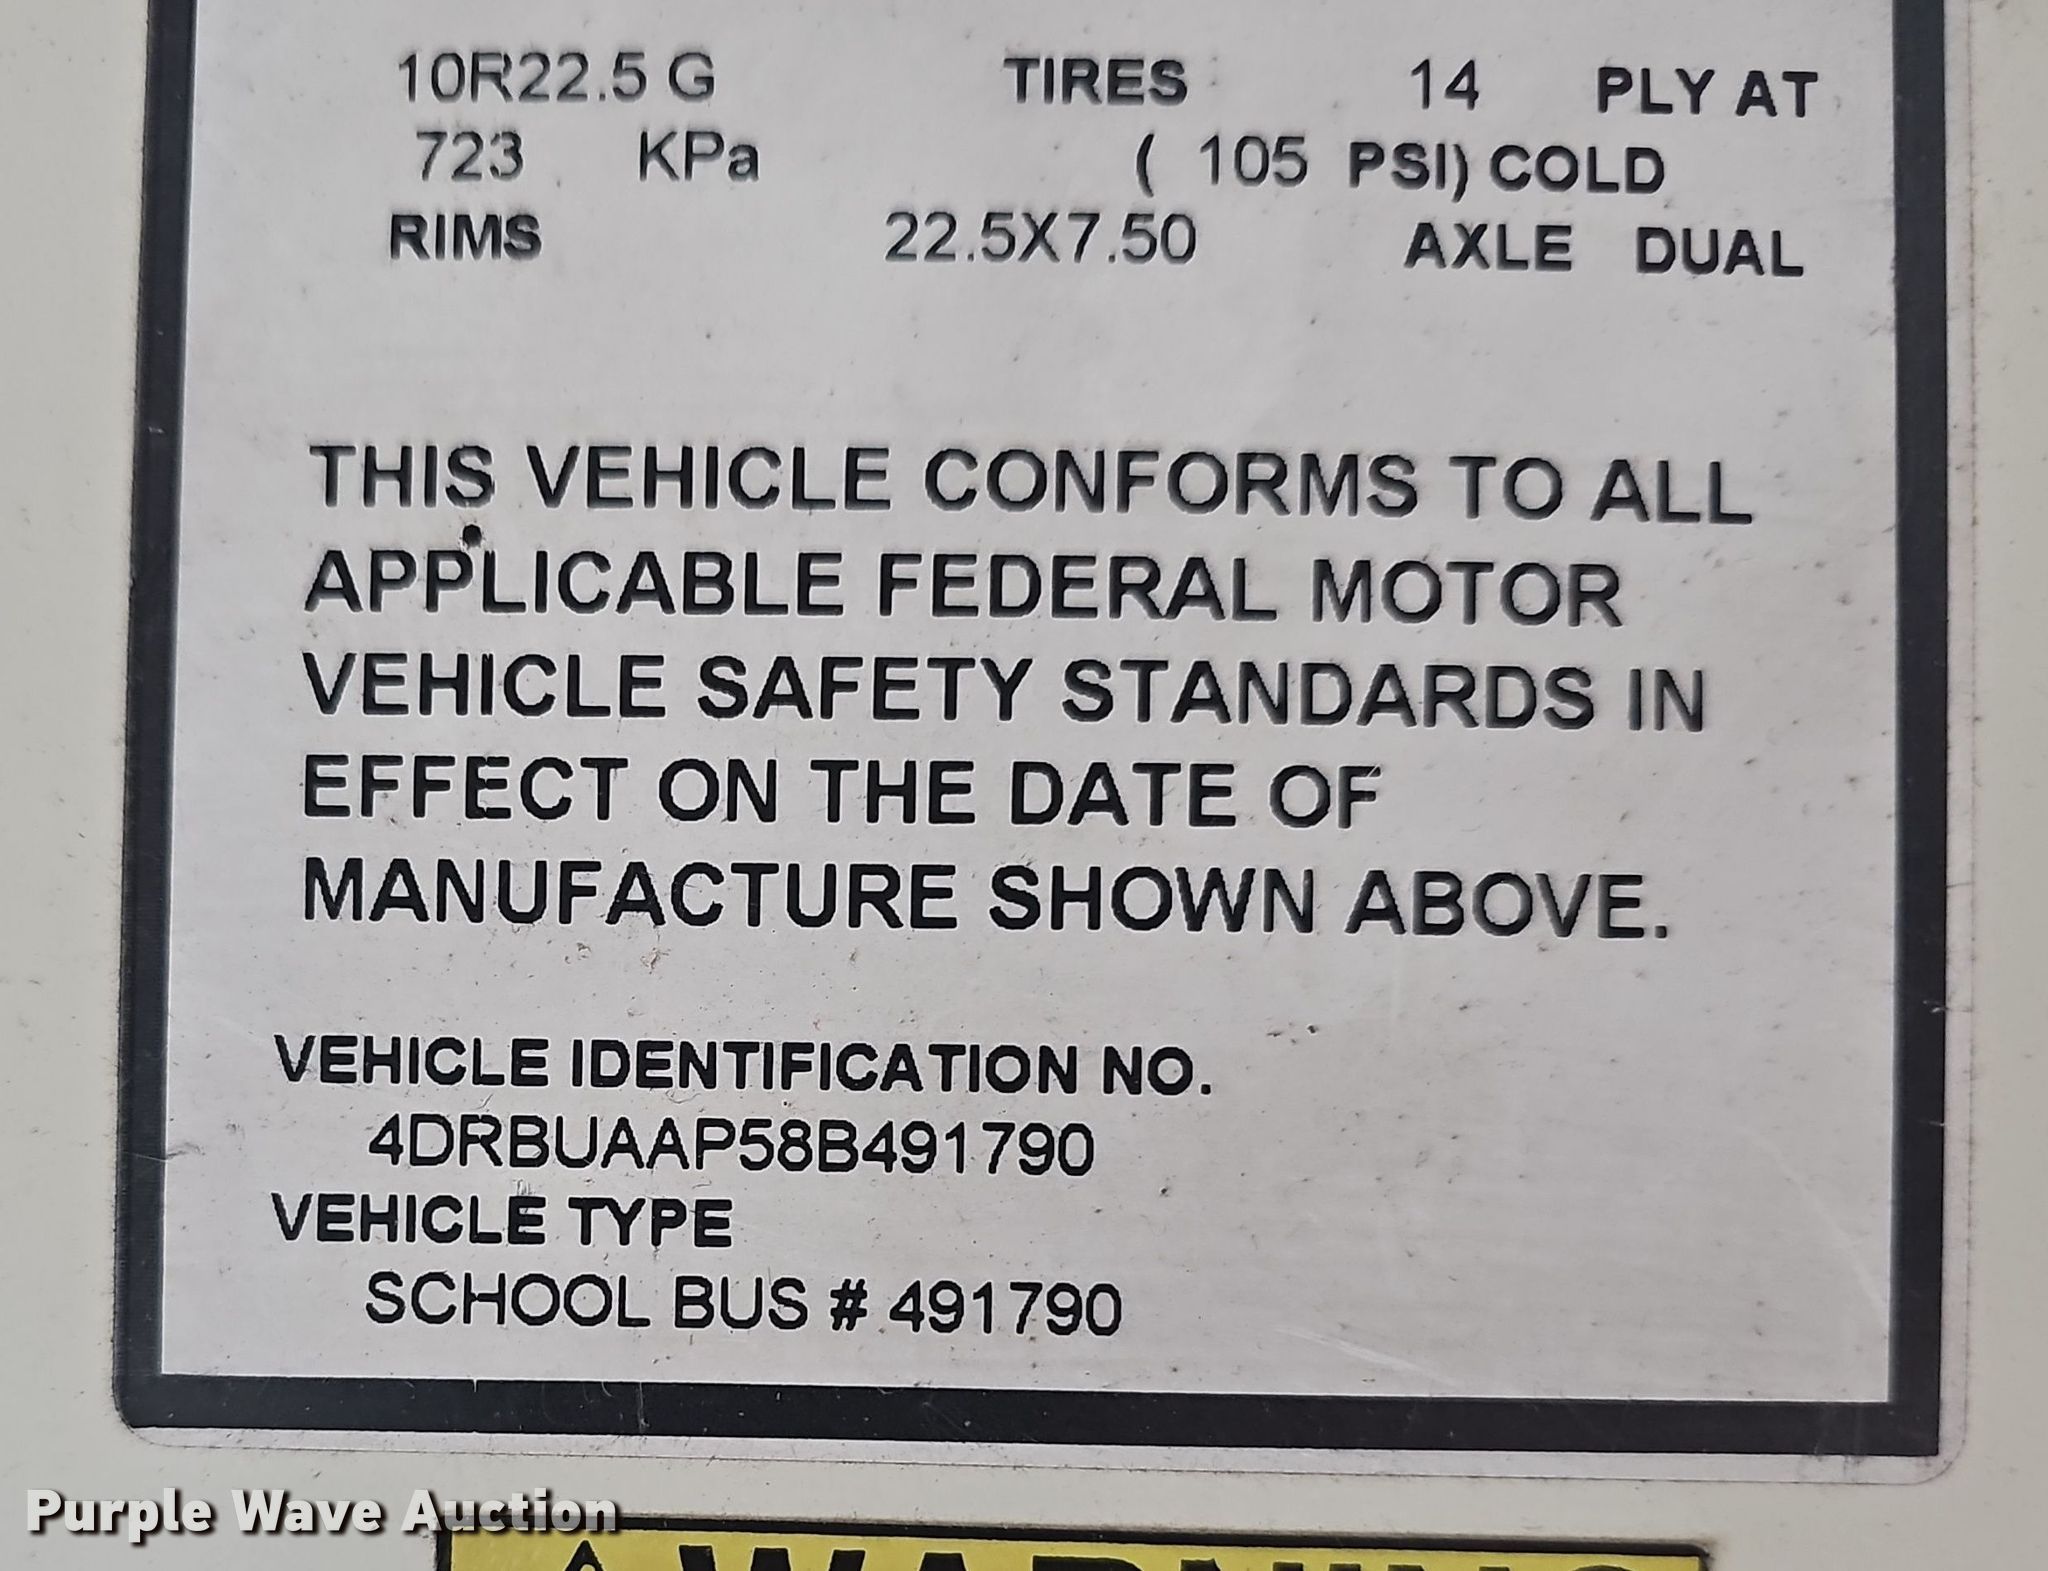 10R22.5 G TIRES 14 PLY AT
723 KPa ( 105 PSI) COLD
RIMS 22.5X7.50 AXLE DUAL
THIS VEHICLE CONFORMS TO ALL
APPLICABLE FEDERAL MOTOR
VEHICLE SAFETY STANDARDS IN
EFFECT ON THE DATE OF
MANUFACTURE SHOWN ABOVE.
VEHICLE IDENTIFICATION NO.
4DRBUAAP58B491790
VEHICLE TYPE
SCHOOL BUS # 491790
Purple Wave Auction
WARNING